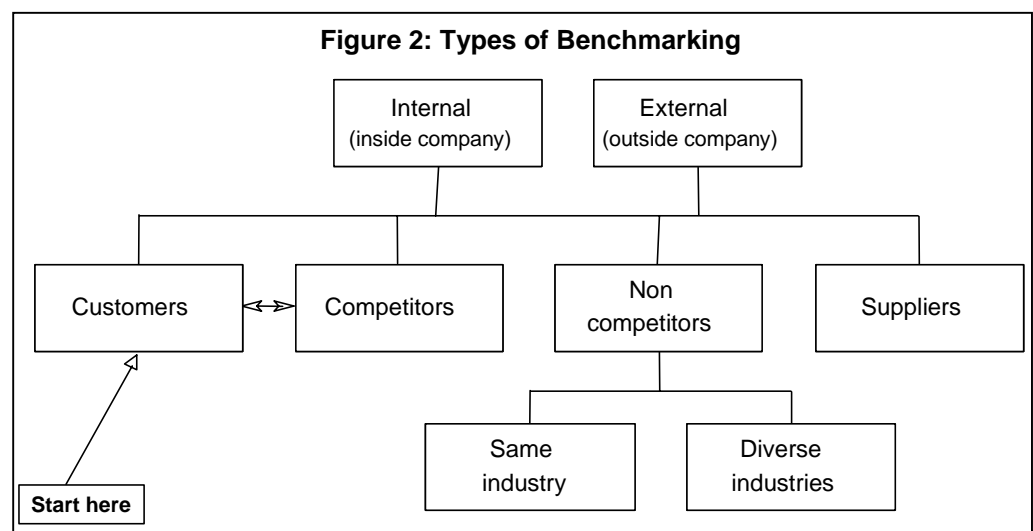 Figure 2: Types of Benchmarking
Internal
(inside company)
External
(outside company)
Customers
Competitors
Non
competitors
Suppliers
Same
industry
Diverse
industries
Start here